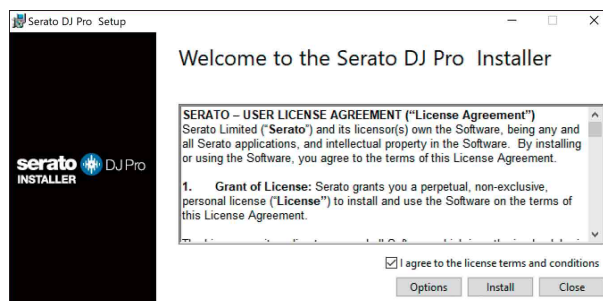 Serato DJ Pro Setup
Welcome to the Serato DJ Pro Installer
serato DJ Pro
INSTALLER
SERATO – USER LICENSE AGREEMENT (“License Agreement”)
Serato Limited (“Serato”) and its licensor(s) own the Software, being any and
all Serato applications, and intellectual property in the Software. By installing
or using the Software, you agree to the terms of this License Agreement.
1. Grant of License: Serato grants you a perpetual, non-exclusive,
personal license (“License”) to install and use the Software on the terms of
this License Agreement.
I agree to the license terms and conditions
Options Install Close